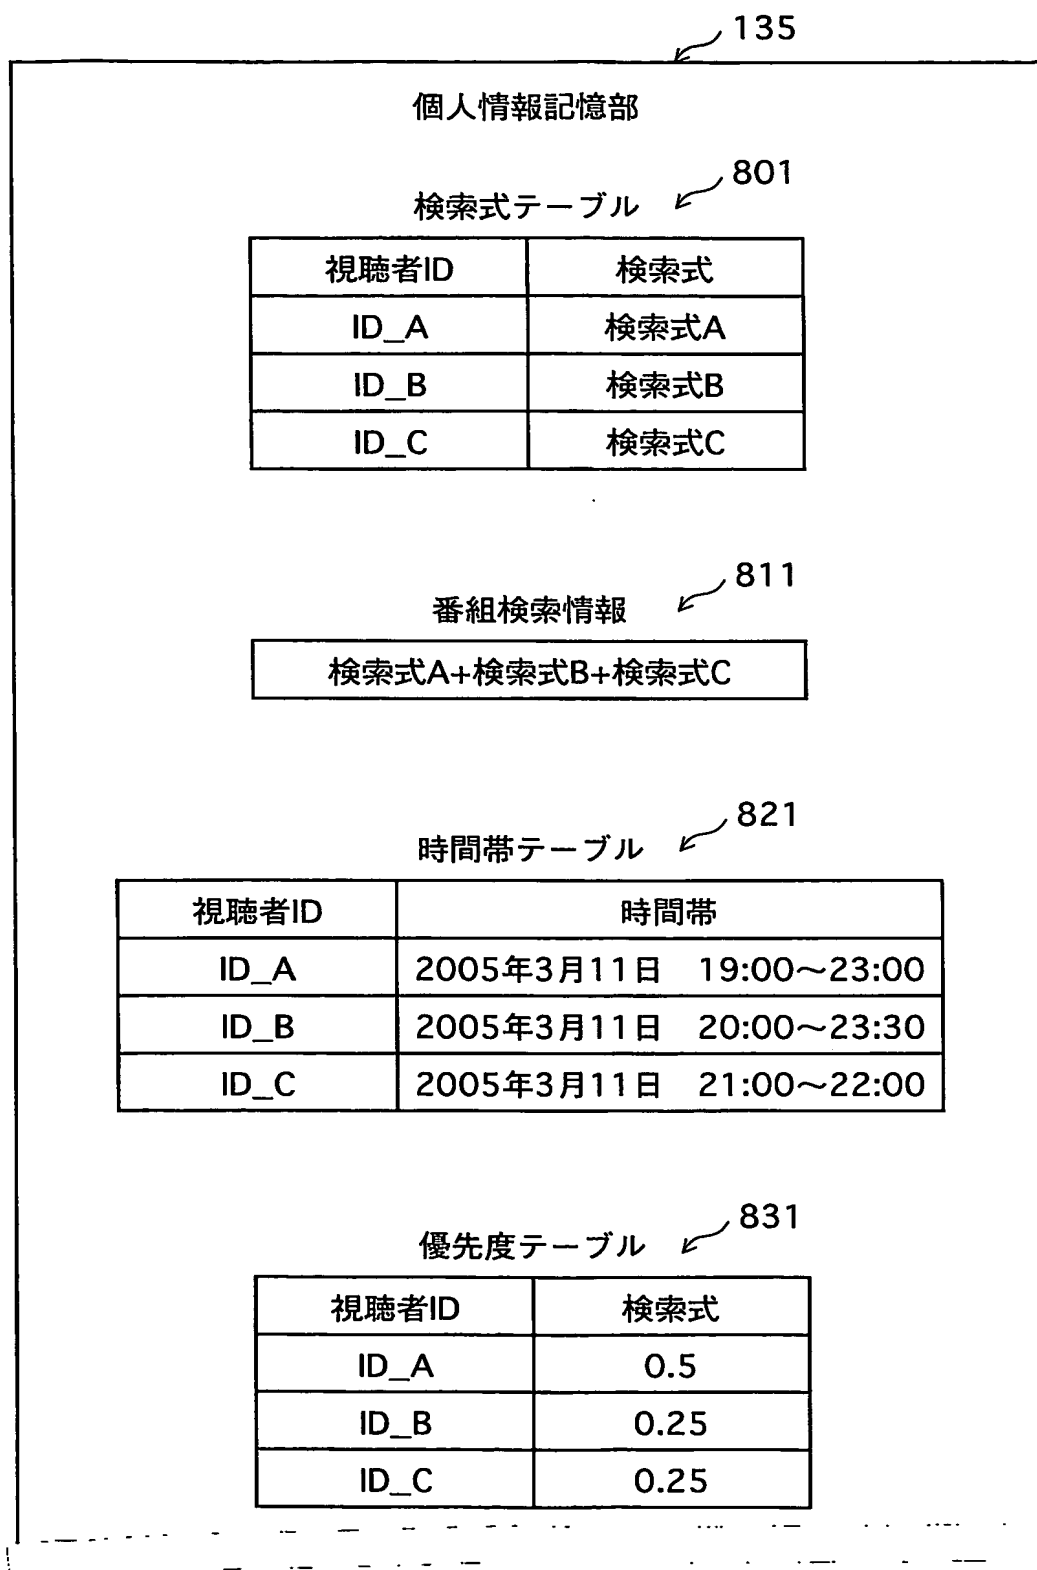 135
個人情報記憶部
801
検索式テーブル
視聴者ID 検索式
ID_A 検索式A
ID_B 検索式B
ID_C 検索式C
811
番組検索情報
検索式A+検索式B+検索式C
821
時間帯テーブル
視聴者ID 時間帯
ID_A 2005年3月11日 19:00～23:00
ID_B 2005年3月11日 20:00～23:30
ID_C 2005年3月11日 21:00～22:00
831
優先度テーブル
視聴者ID 検索式
ID_A 0.5
ID_B 0.25
ID_C 0.25